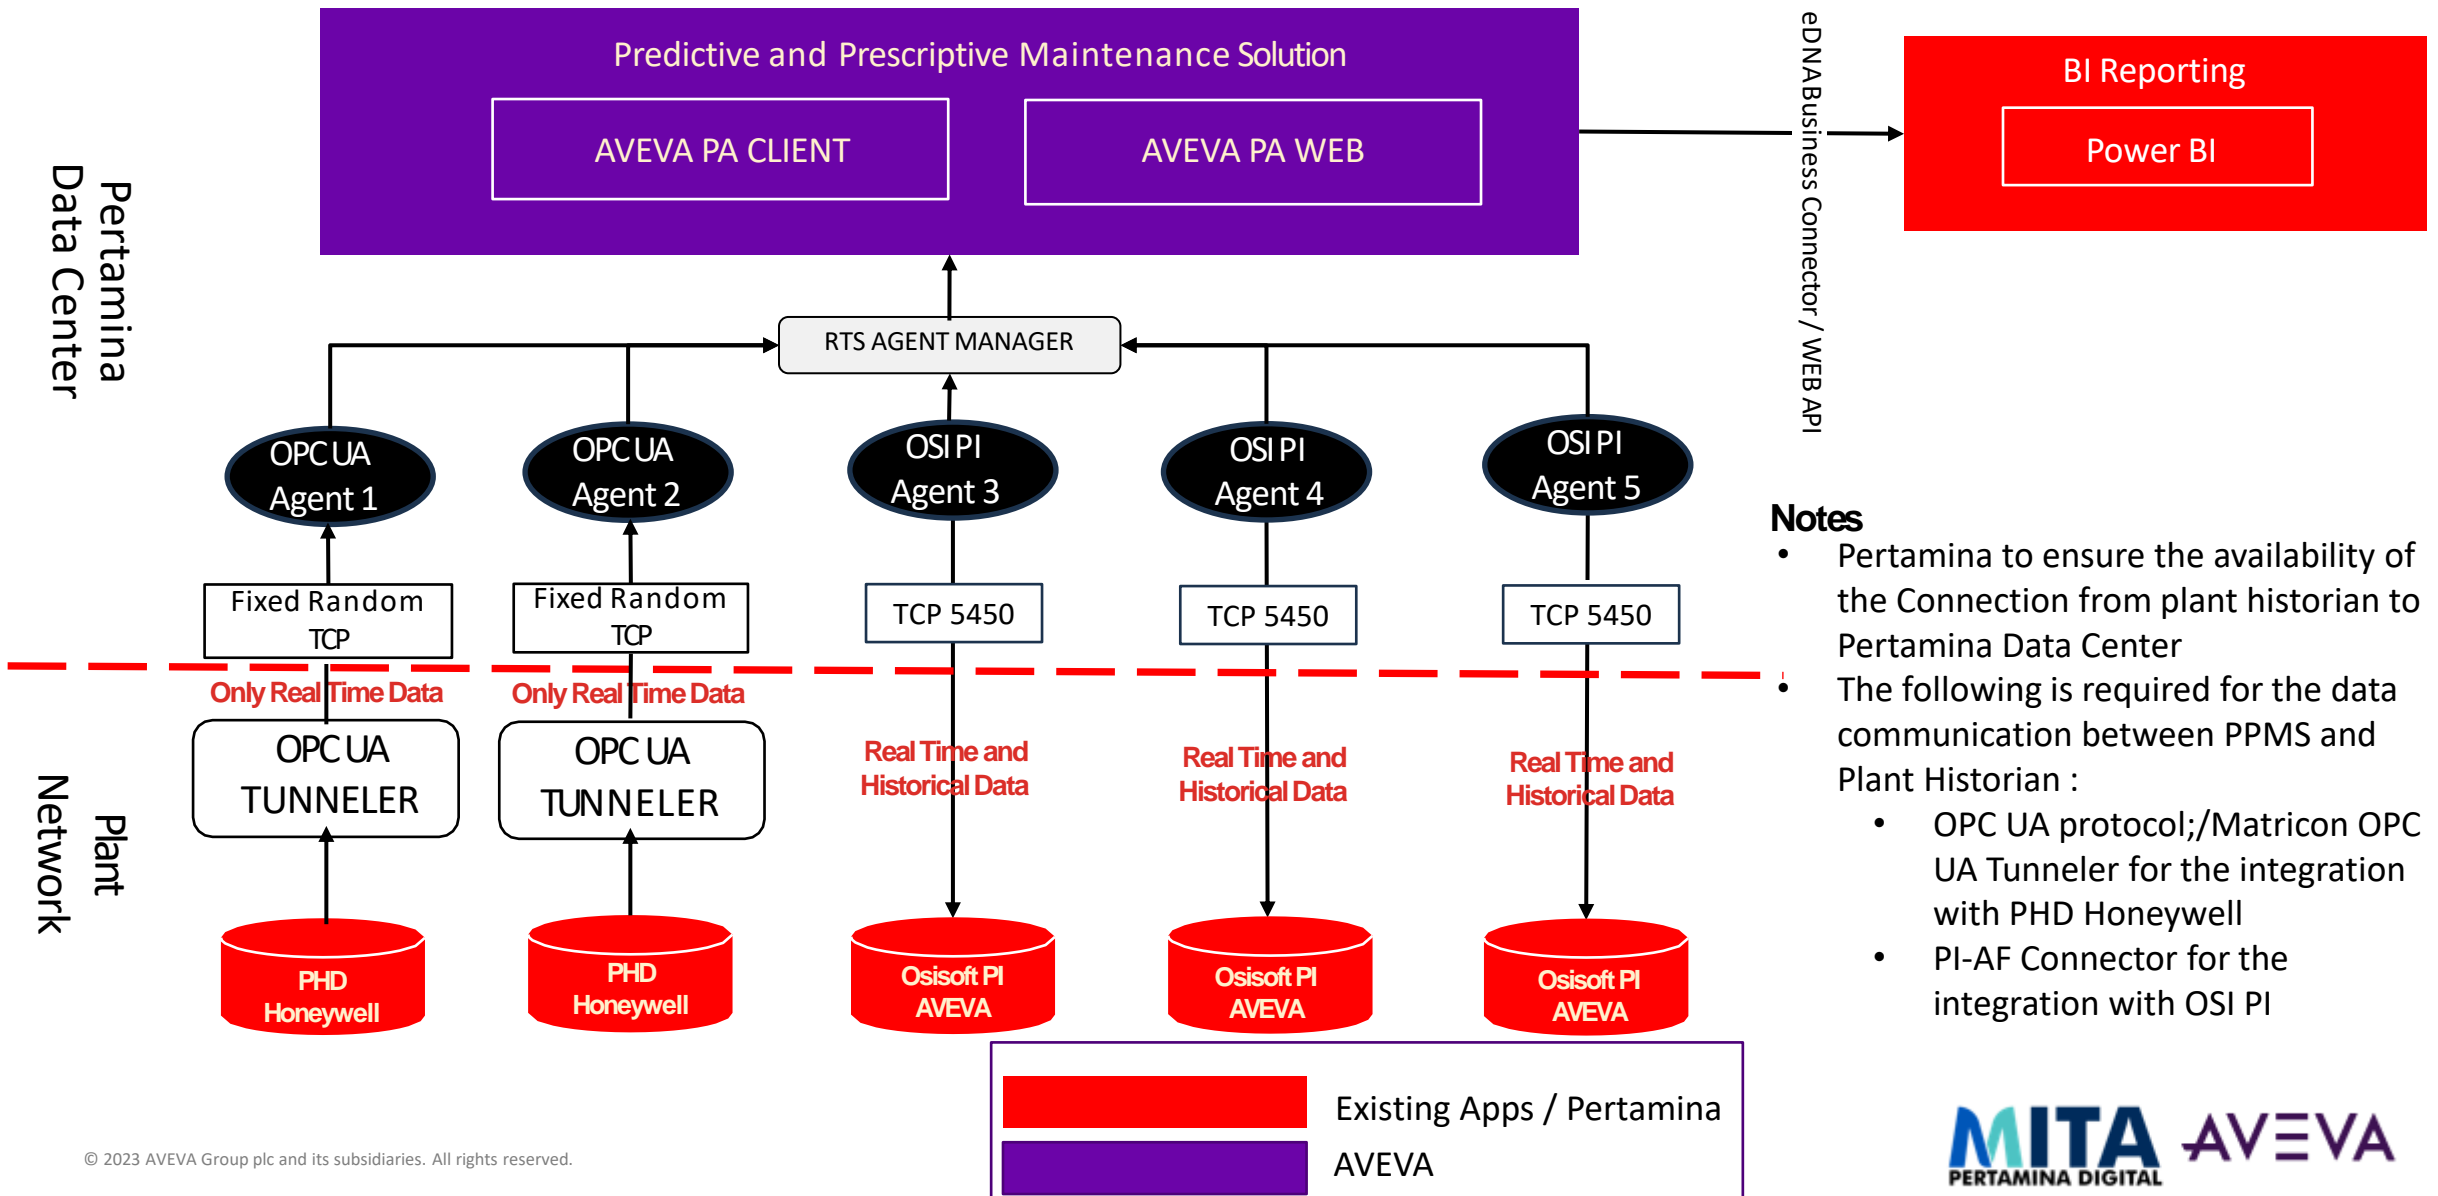 Predictive and Prescriptive Maintenance Solution
AVEVA PA CLIENT
AVEVA PA WEB
eDNA Business Connector / WEB API
BI Reporting
Power BI
Pertamina
Data Center
RTS AGENT MANAGER
OPC UA
Agent 1
OPC UA
Agent 2
OSI PI
Agent 3
OSI PI
Agent 4
OSI PI
Agent 5
Fixed Random
TCP
Fixed Random
TCP
TCP 5450
TCP 5450
TCP 5450
Only Real Time Data
Only Real Time Data
OPC UA
TUNNELER
OPC UA
TUNNELER
Real Time and
Historical Data
Real Time and
Historical Data
Real Time and
Historical Data
Plant
Network
PHD
Honeywell
PHD
Honeywell
Osisoft PI
AVEVA
Osisoft PI
AVEVA
Osisoft PI
AVEVA
Notes
• Pertamina to ensure the availability of
the Connection from plant historian to
Pertamina Data Center
• The following is required for the data
communication between PPMS and
Plant Historian :
• OPC UA protocol;/Matricon OPC
UA Tunneler for the integration
with PHD Honeywell
• PI-AF Connector for the
integration with OSI PI
Existing Apps / Pertamina
AVEVA
© 2023 AVEVA Group plc and its subsidiaries. All rights reserved.
MITA
PERTAMINA DIGITAL
AVEVA